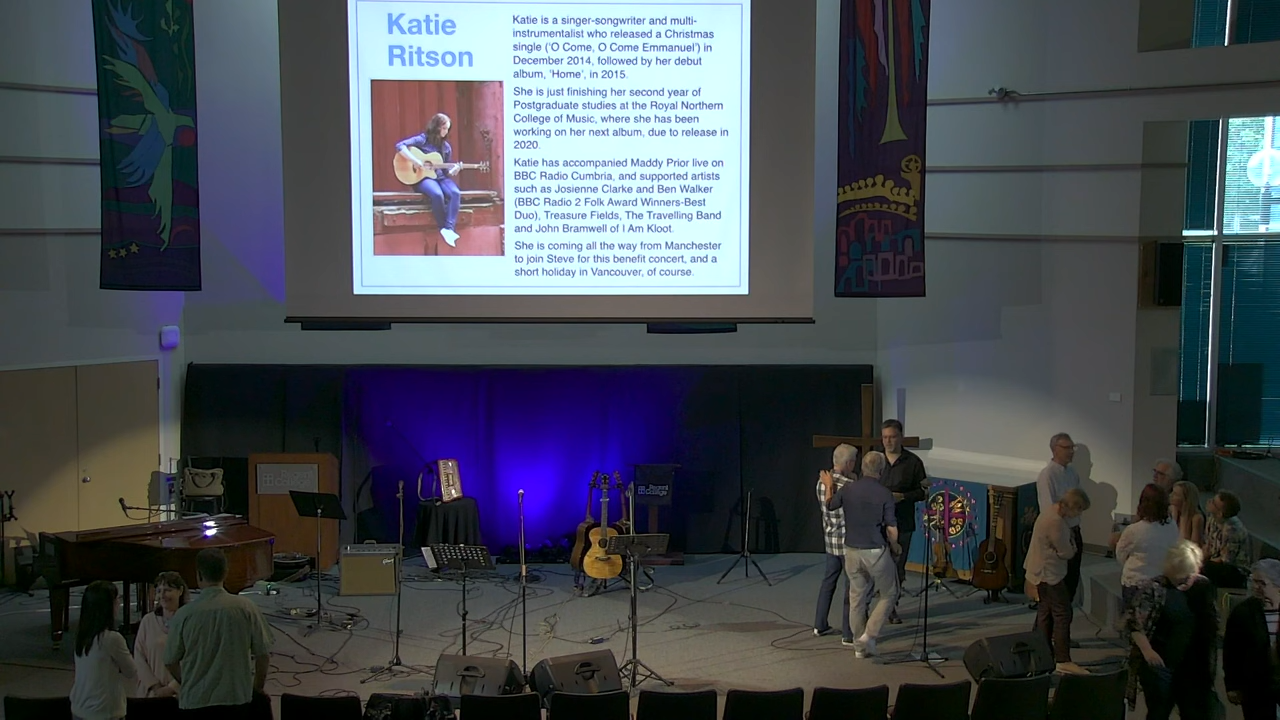 Katie
Ritson
Katie is a singer-songwriter and multi-
instrumentalist who released a Christmas
single ('O Come, O Come Emmanuel') in
December 2014, followed by her debut
album, 'Home', in 2015.
She is just finishing her second year of
Postgraduate studies at the Royal Northern
College of Music, where she has been
working on her next album, due to release in
2020.
Katie has accompanied Maddy Prior live on
BBC Radio Cumbria, and supported artists
such as Josienne Clarke and Ben Walker
(BBC Radio 2 Folk Award Winners-Best
Duo), Treasure Fields, The Travelling Band
and John Bramwell of I Am Kloot.
She is coming all the way from Manchester
to join Steve for this benefit concert, and a
short holiday in Vancouver, of course.
Regent
College
Regent
College